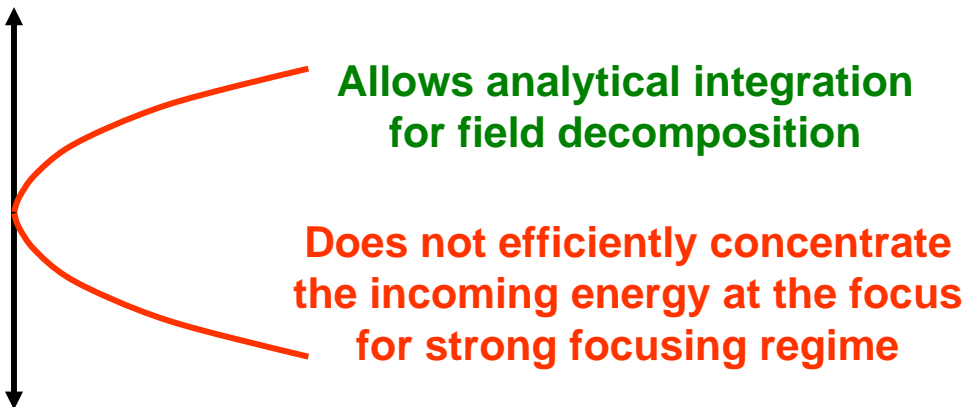 Allows analytical integration
for field decomposition
Does not efficiently concentrate
the incoming energy at the focus
for strong focusing regime